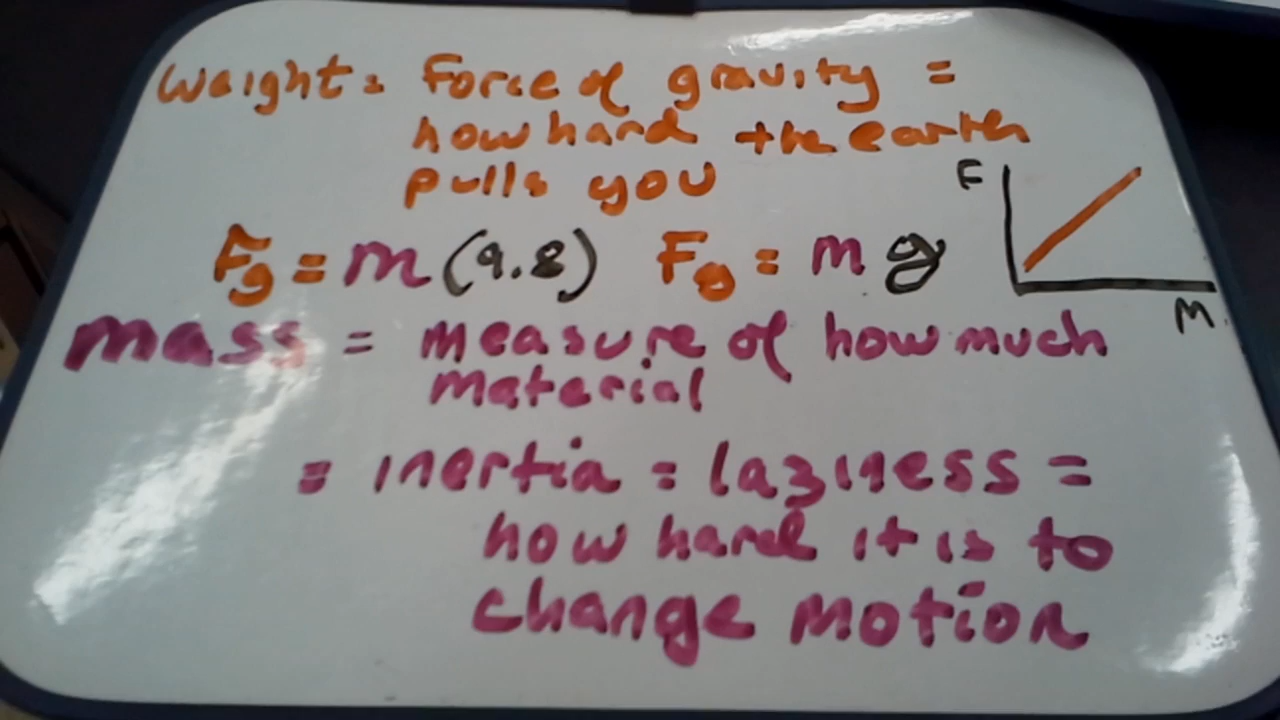 Weight = Force of gravity =
how hard the earth
pulls you
F
Fg = m (9.8) Fg = mg
M
mass = measure of how much
material
= inertia = laziness =
how hard it is to
change motion